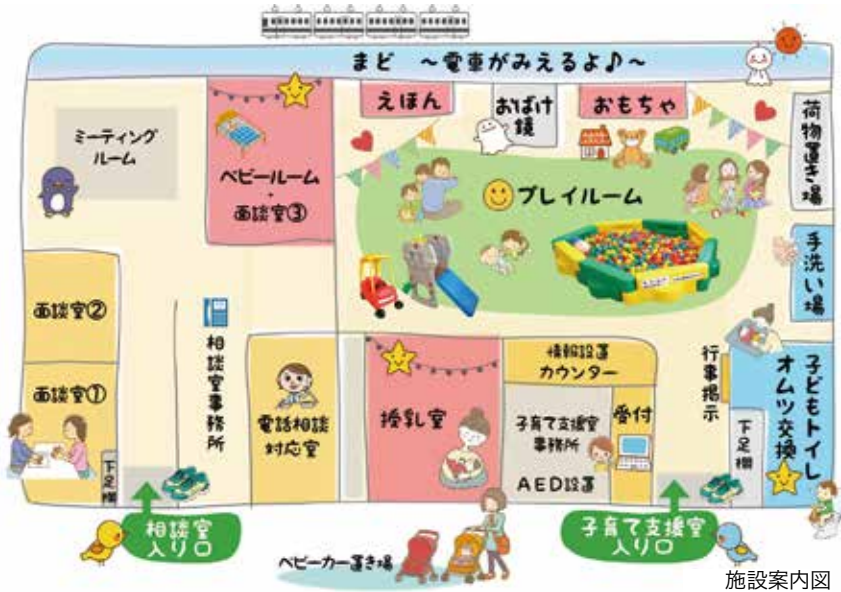 まど ～電車がみえるよ♪～
ミーティング
ルーム
ベビールーム
・
面談室③
えほん
おばけ
鏡
おもちゃ
荷物置き場
プレイルーム
手洗い場
面談室②
面談室①
下足棚
相談室事務所
電話相談
対応室
授乳室
情報設置
カウンター
子育て支援室
事務所
AED設置
受付
行事掲示
下足棚
子どもトイレ
オムツ交換
相談室
入り口
ベビーカー置き場
子育て支援室
入り口
施設案内図